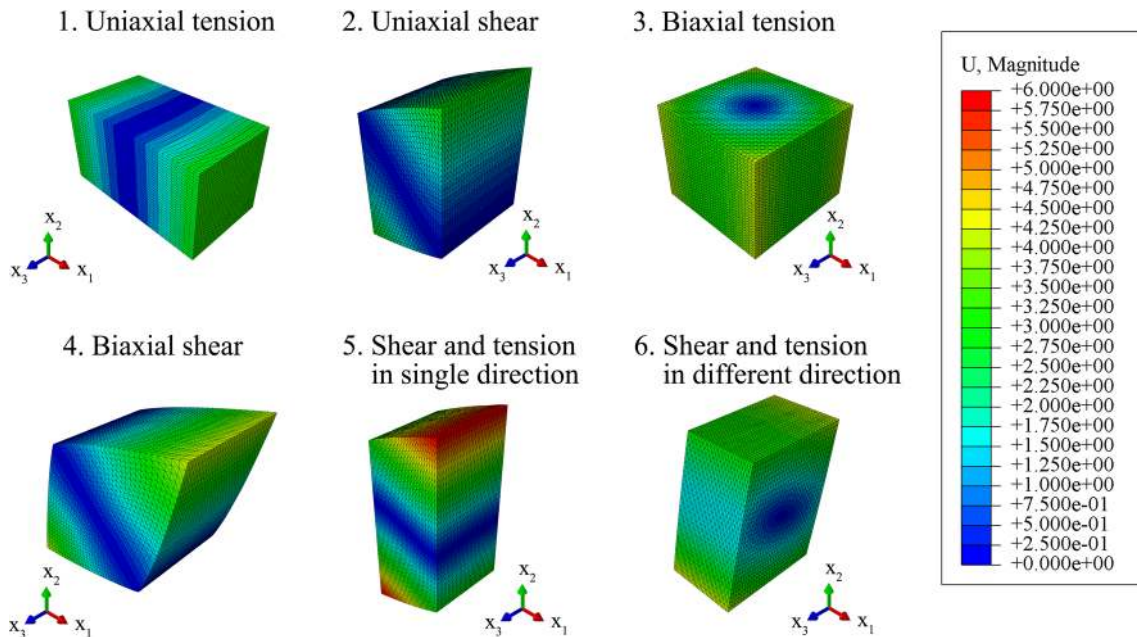 1. Uniaxial tension
2. Uniaxial shear
3. Biaxial tension
x₂
x₃
x₁
x₂
x₃
x₁
x₂
x₃
x₁
4. Biaxial shear
5. Shear and tension
in single direction
6. Shear and tension
in different direction
x₂
x₃
x₁
x₂
x₃
x₁
x₂
x₃
x₁
U, Magnitude
+6.000e+00
+5.750e+00
+5.500e+00
+5.250e+00
+5.000e+00
+4.750e+00
+4.500e+00
+4.250e+00
+4.000e+00
+3.750e+00
+3.500e+00
+3.250e+00
+3.000e+00
+2.750e+00
+2.500e+00
+2.250e+00
+2.000e+00
+1.750e+00
+1.500e+00
+1.250e+00
+1.000e+00
+7.500e-01
+5.000e-01
+2.500e-01
+0.000e+00